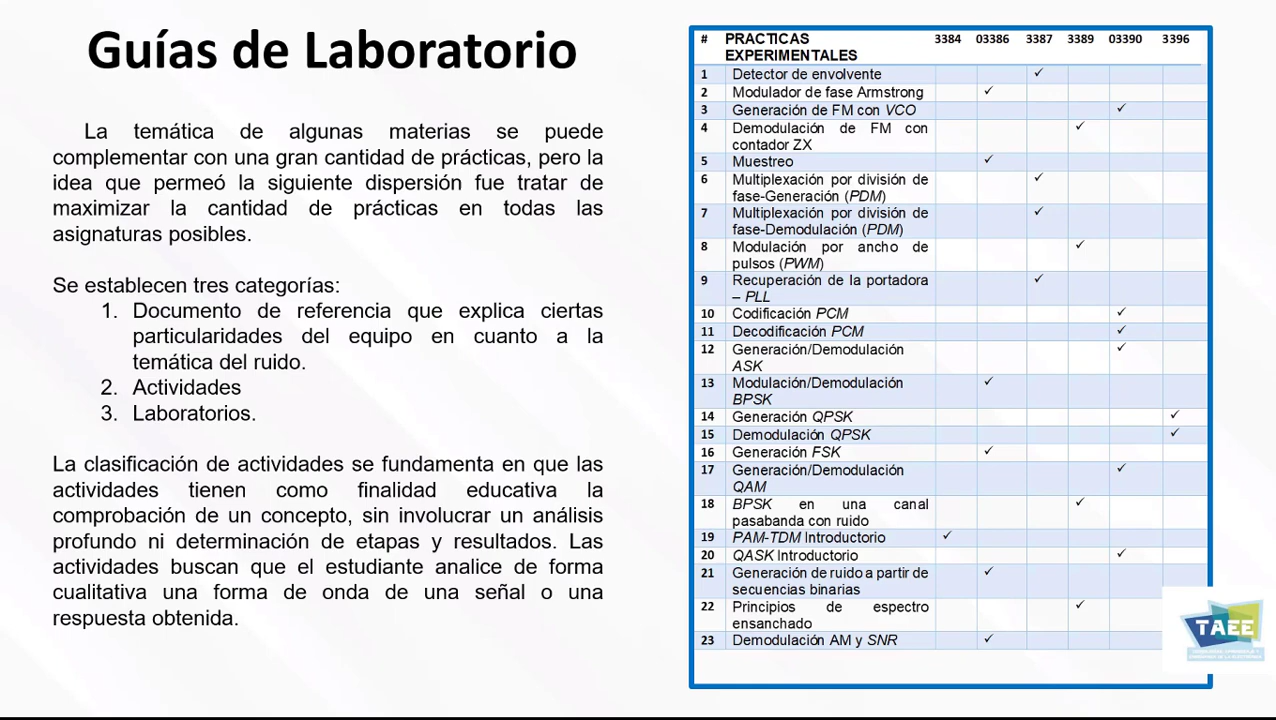 Guías de Laboratorio
La temática de algunas materias se puede
complementar con una gran cantidad de prácticas, pero la
idea que permeó la siguiente dispersión fue tratar de
maximizar la cantidad de prácticas en todas las
asignaturas posibles.
Se establecen tres categorías:
1. Documento de referencia que explica ciertas
particularidades del equipo en cuanto a la
temática del ruido.
2. Actividades
3. Laboratorios.
La clasificación de actividades se fundamenta en que las
actividades tienen como finalidad educativa la
comprobación de un concepto, sin involucrar un análisis
profundo ni determinación de etapas y resultados. Las
actividades buscan que el estudiante analice de forma
cualitativa una forma de onda de una señal o una
respuesta obtenida.
# PRACTICAS 3384 03386 3387 3389 03390 3396
EXPERIMENTALES
1 Detector de envolvente ✓
2 Modulador de fase Armstrong ✓
3 Generación de FM con VCO ✓
4 Demodulación de FM con ✓
contador ZX
5 Muestreo ✓
6 Multiplexación por división de ✓
fase-Generación (PDM)
7 Multiplexación por división de ✓
fase-Demodulación (PDM)
8 Modulación por ancho de ✓
pulsos (PWM)
9 Recuperación de la portadora ✓
– PLL
10 Codificación PCM ✓
11 Decodificación PCM ✓
12 Generación/Demodulación ✓
ASK
13 Modulación/Demodulación ✓
BPSK
14 Generación QPSK ✓
15 Demodulación QPSK ✓
16 Generación FSK ✓
17 Generación/Demodulación ✓
QAM
18 BPSK en una canal ✓
pasabanda con ruido
19 PAM-TDM Introductorio ✓
20 QASK Introductorio ✓
21 Generación de ruido a partir de ✓
secuencias binarias
22 Principios de espectro ✓
ensanchado
23 Demodulación AM y SNR ✓
TAEE